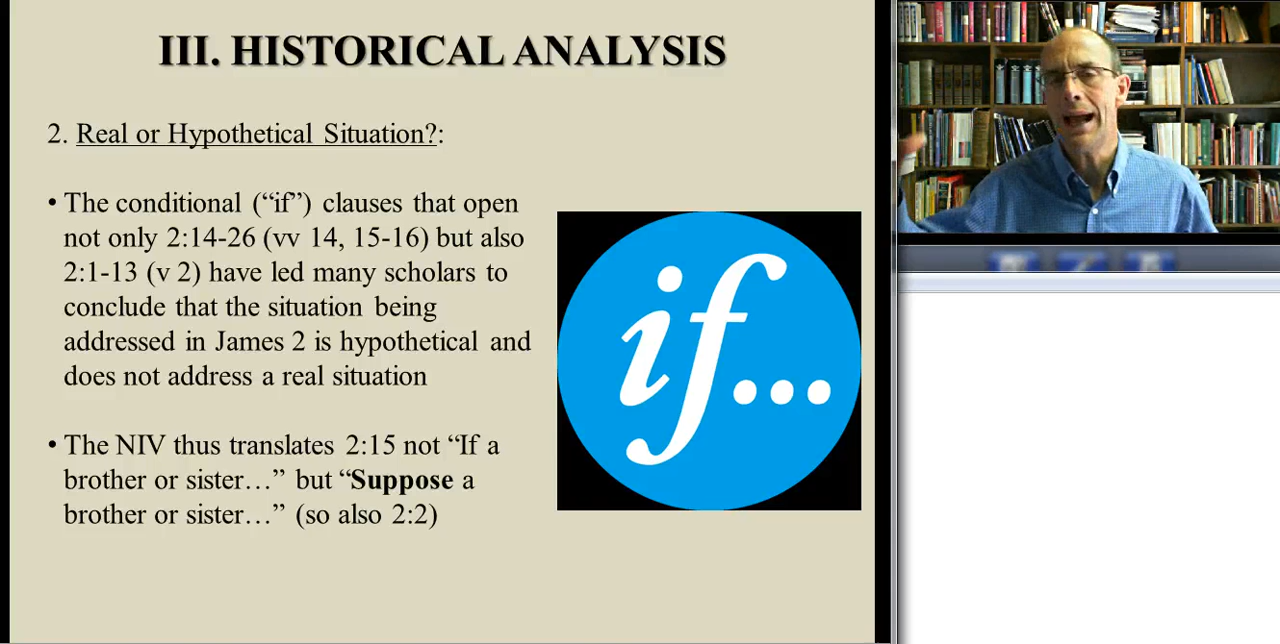 III. HISTORICAL ANALYSIS
2. Real or Hypothetical Situation?:
• The conditional (“if”) clauses that open
not only 2:14-26 (vv 14, 15-16) but also
2:1-13 (v 2) have led many scholars to
conclude that the situation being
addressed in James 2 is hypothetical and
does not address a real situation
• The NIV thus translates 2:15 not “If a
brother or sister…” but “Suppose a
brother or sister…” (so also 2:2)
if...